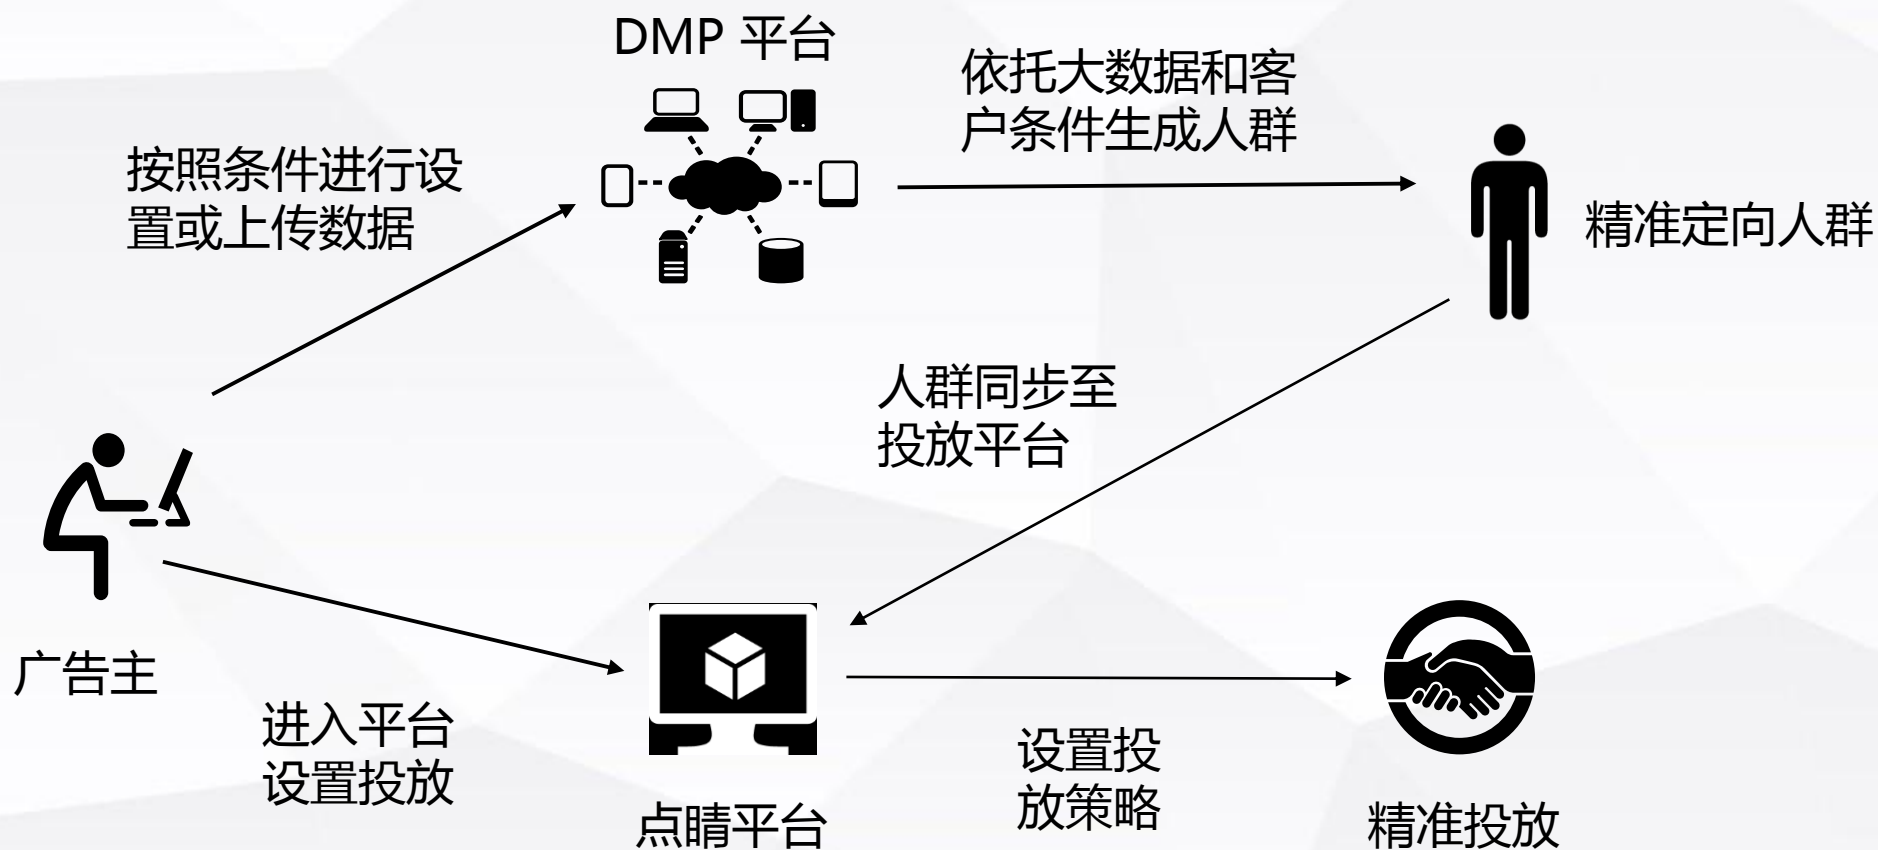 DMP 平台
依托大数据和客
户条件生成人群
按照条件进行设
置或上传数据
精准定向人群
人群同步至
投放平台
广告主
进入平台
设置投放
点睛平台
设置投
放策略
精准投放